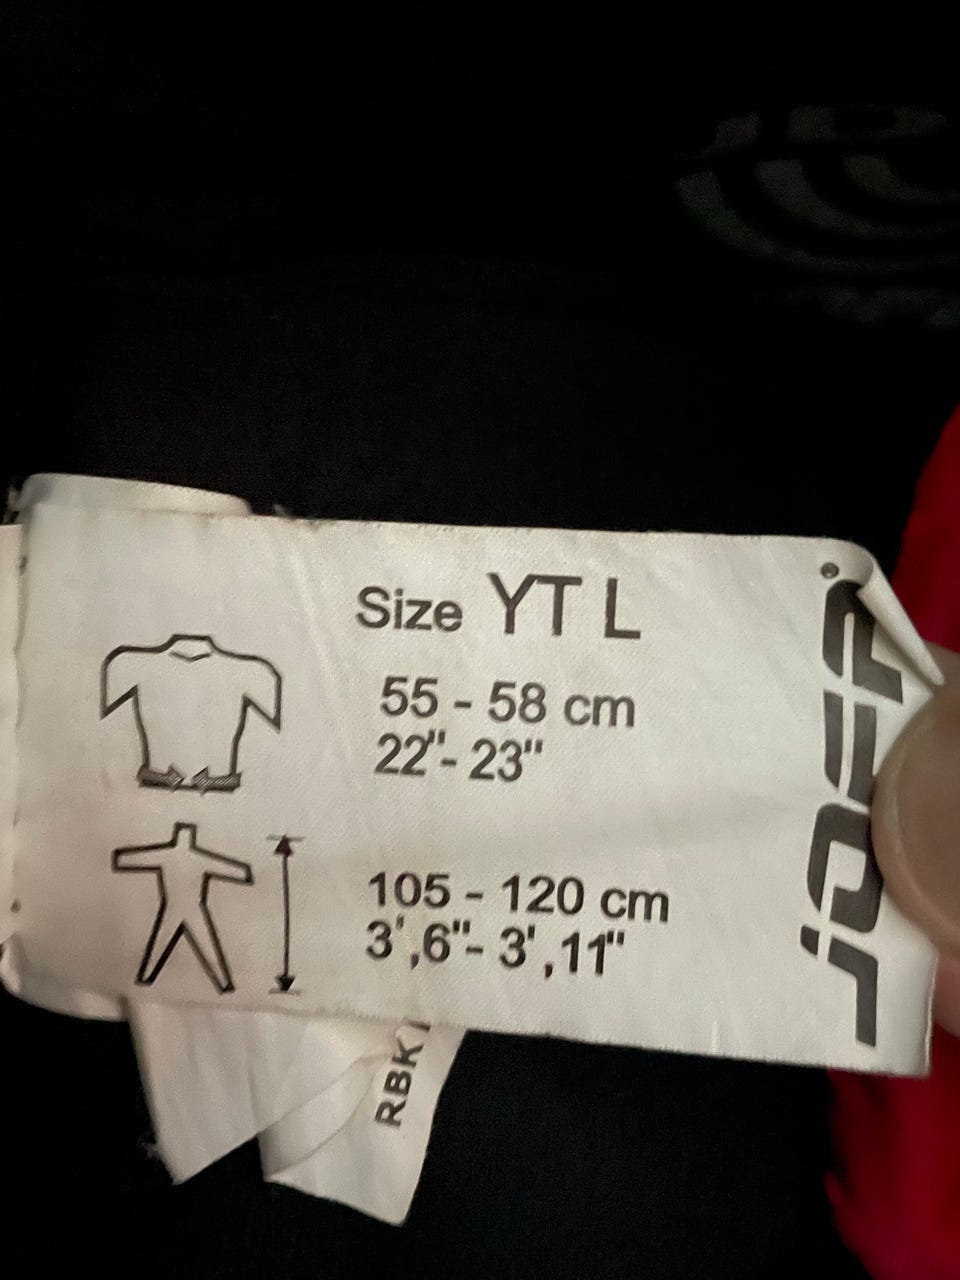 Size YT L
55 - 58 cm
22"- 23"
105 - 120 cm
3',6"- 3',11"
JOFA
RBK